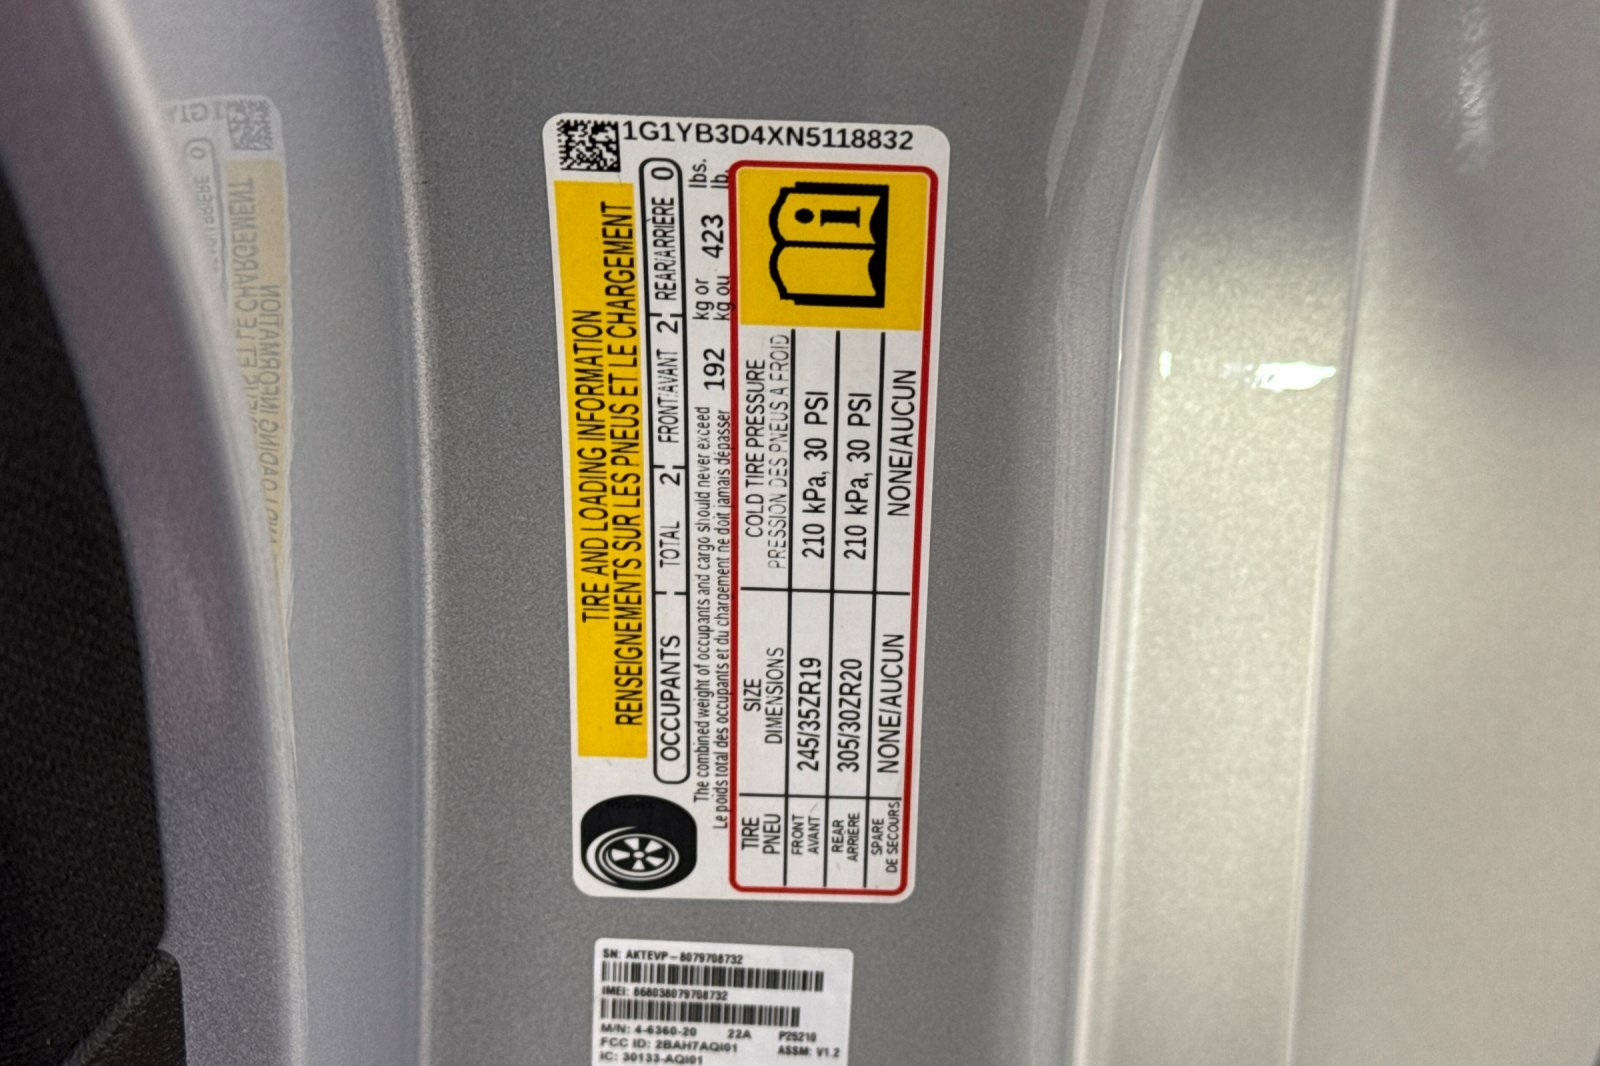 1G1YB3D4XN5118832
TIRE AND LOADING INFORMATION
RENSEIGNEMENTS SUR LES PNEUS ET LE CHARGEMENT
OCCUPANTS TOTAL 2 FRONT/AVANT 2 REAR/ARRIÈRE 0
The combined weight of occupants and cargo should never exceed 192 kg or 423 lbs.
Le poids total des occupants et du chargement ne doit jamais dépasser 192 kg ou 423 lb.
TIRE SIZE COLD TIRE PRESSURE
PNEU DIMENSIONS PRESSION DES PNEUS A FROID
FRONT 245/35ZR19 210 kPa, 30 PSI
AVANT
REAR 305/30ZR20 210 kPa, 30 PSI
ARRIERE
SPARE NONE/AUCUN NONE/AUCUN
DE SECOURS
SN: AKTEVP-8079708732
IMEI: 868038079708732
M/N: 4-6360-20 22A P25210
FCC ID: 2BAH7AQI01 ASSM: V1.2
IC: 30133-AQI01